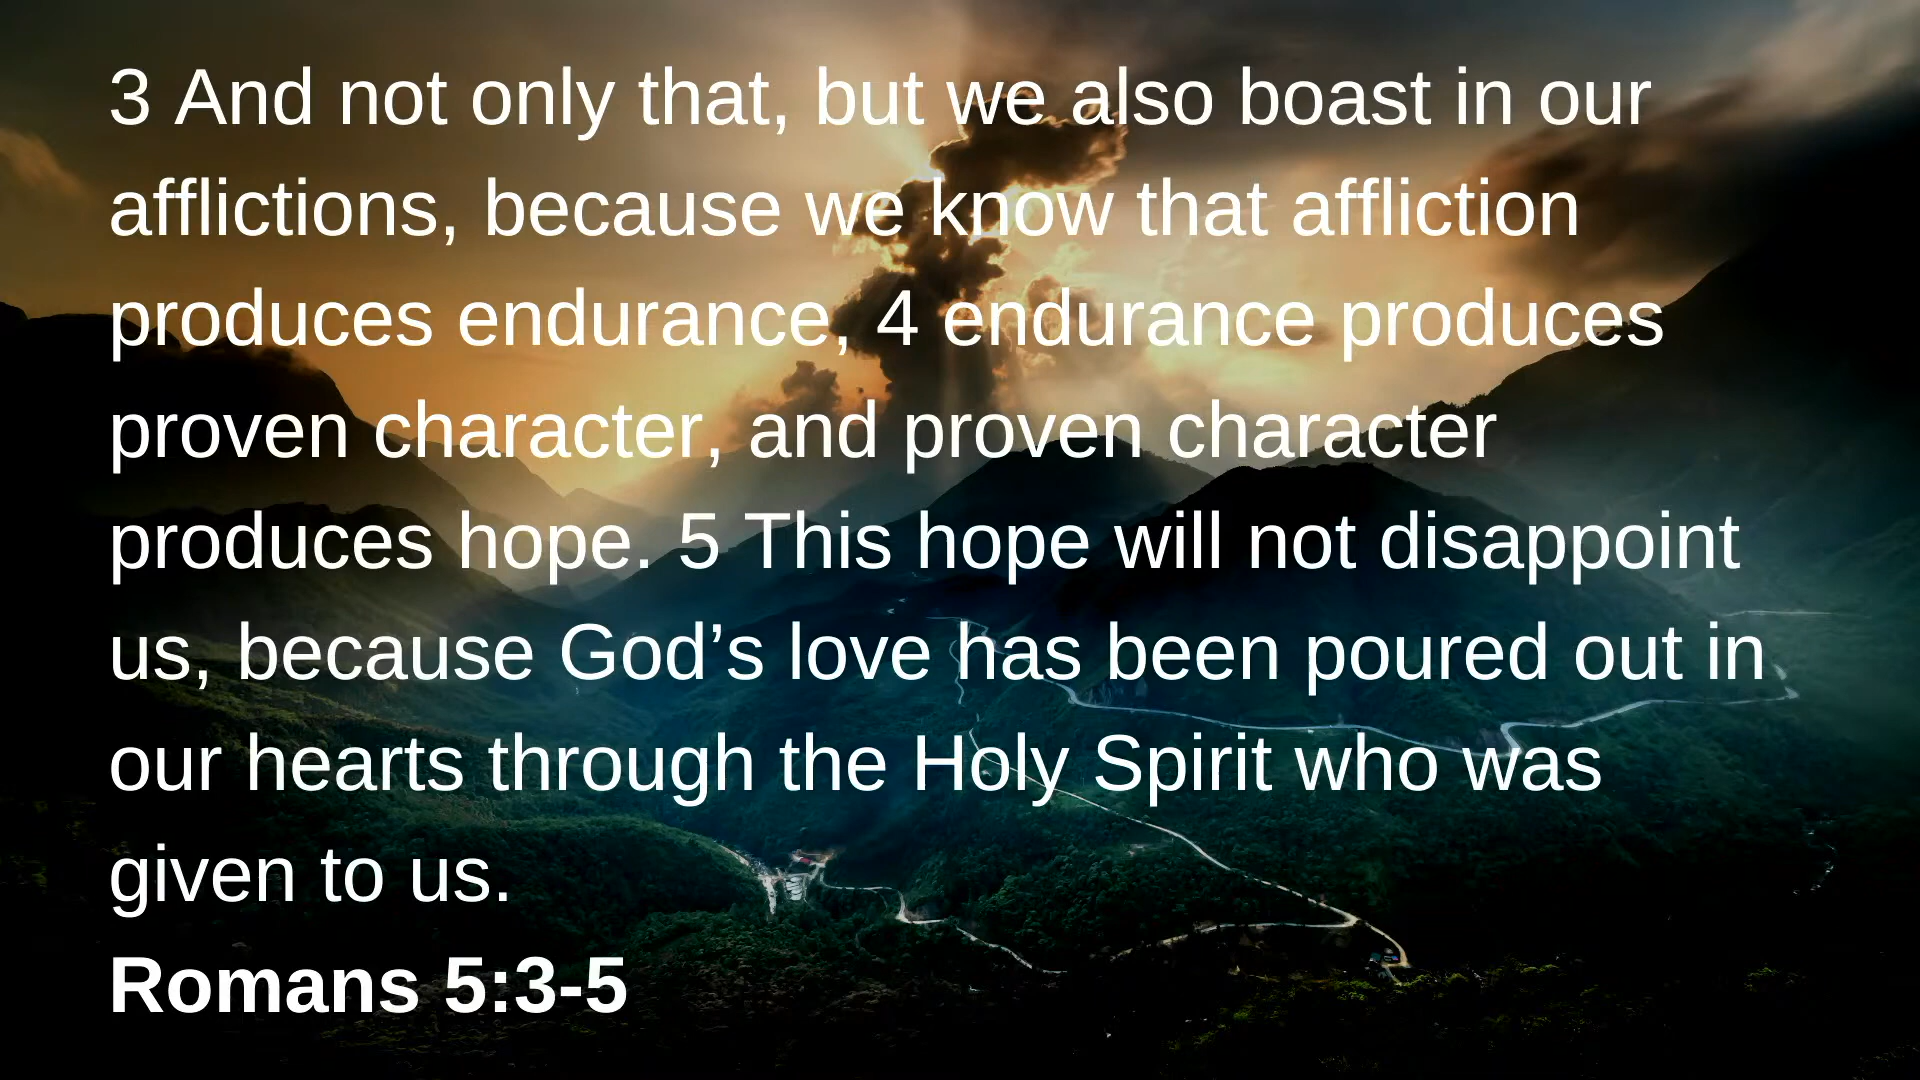 3 And not only that, but we also boast in our
afflictions, because we know that affliction
produces endurance, 4 endurance produces
proven character, and proven character
produces hope. 5 This hope will not disappoint
us, because God’s love has been poured out in
our hearts through the Holy Spirit who was
given to us.
Romans 5:3-5